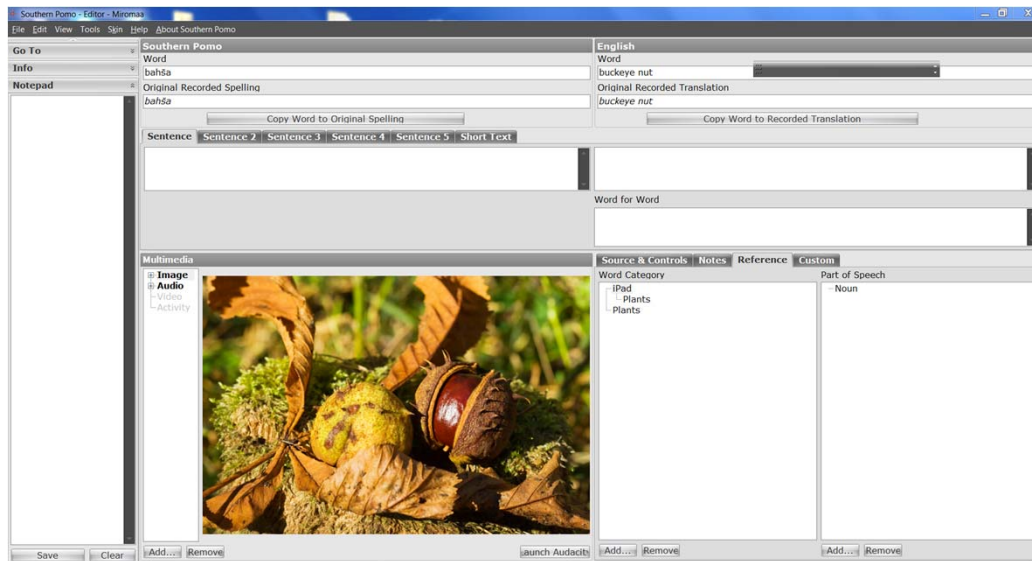 Southern Pomo - Editor - Miromaa
File Edit View Tools Skin Help About Southern Pomo
Go To
Info
Notepad
Save Clear
Southern Pomo
Word
bahša
Original Recorded Spelling
bahša
Copy Word to Original Spelling
English
Word
buckeye nut
Original Recorded Translation
buckeye nut
Copy Word to Recorded Translation
Sentence Sentence 2 Sentence 3 Sentence 4 Sentence 5 Short Text
Word for Word
Multimedia
Image
Audio
Video
Activity
Add... Remove
aunch Audacity
Source & Controls Notes Reference Custom
Word Category
iPad
Plants
Plants
Add... Remove
Part of Speech
Noun
Add... Remove